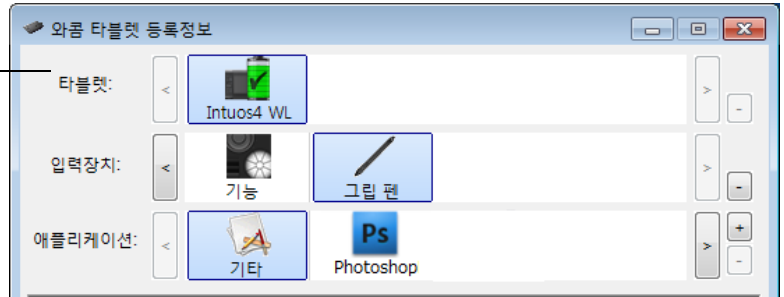 와콤 타블렛 등록정보
타블렛:
Intuos4 WL
입력장치:
기능
그립 펜
애플리케이션:
Ps
기타
Photoshop